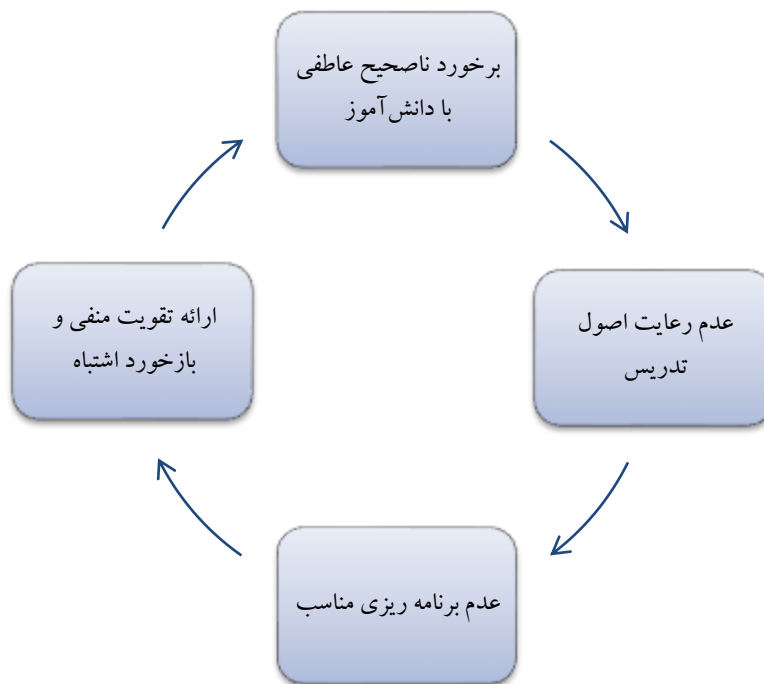 برخورد ناصحیح عاطفی
با دانش‌آموز
عدم رعایت اصول
تدریس
عدم برنامه ریزی مناسب
ارائه تقویت منفی و
بازخورد اشتباه